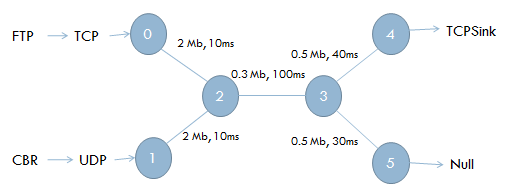 FTP TCP 0 4 TCPSink
2 Mb, 10ms 0.5 Mb, 40ms
0.3 Mb, 100ms
2 3
2 Mb, 10ms 0.5 Mb, 30ms
CBR UDP 1 5 Null